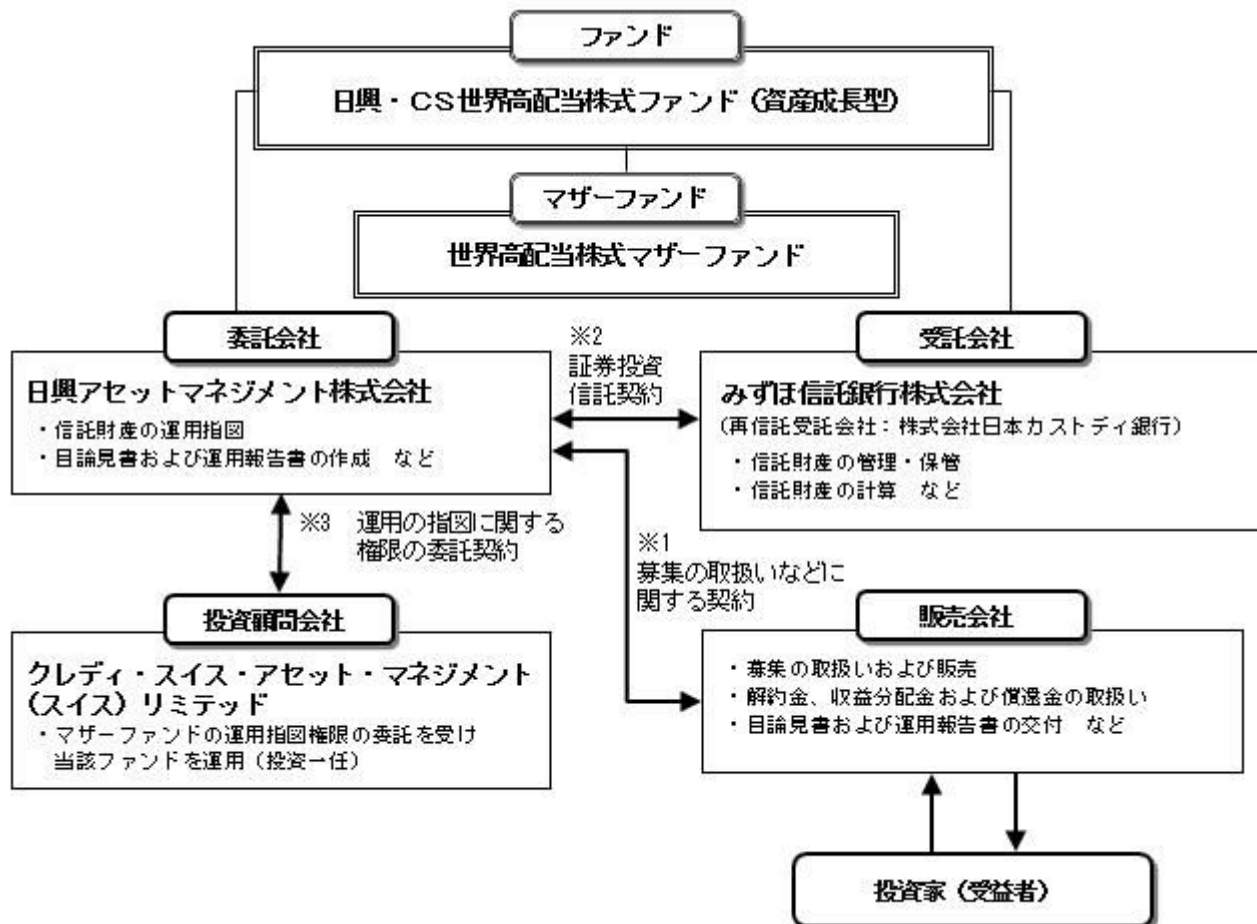 ファンド
日興・CS世界高配当株式ファンド（資産成長型）
マザーファンド
世界高配当株式マザーファンド
委託会社
日興アセットマネジメント株式会社
・信託財産の運用指図
・目論見書および運用報告書の作成　など
※2
証券投資
信託契約
受託会社
みずほ信託銀行株式会社
（再信託受託会社：株式会社日本カストディ銀行）
・信託財産の管理・保管
・信託財産の計算　など
※3　運用の指図に関する
権限の委託契約
※1
募集の取扱いなどに
関する契約
投資顧問会社
クレディ・スイス・アセット・マネジメント
（スイス）リミテッド
・マザーファンドの運用指図権限の委託を受け
当該ファンドを運用（投資一任）
販売会社
・募集の取扱いおよび販売
・解約金、収益分配金および償還金の取扱い
・目論見書および運用報告書の交付　など
投資家（受益者）